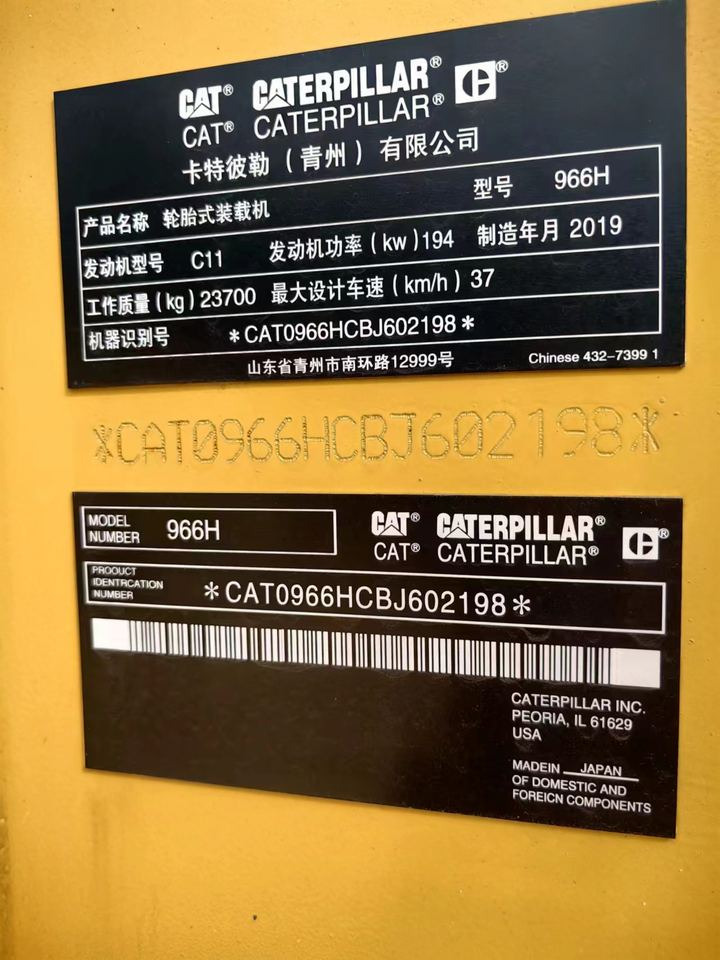 CAT® CATERPILLAR® C®
CAT® CATERPILLAR®
卡特彼勒（青州）有限公司
型号 966H
产品名称 轮胎式装载机
发动机型号 C11 发动机功率（kw）194 制造年月 2019
工作质量（kg）23700 最大设计车速（km/h）37
机器识别号 *CAT0966HCBJ602198*
山东省青州市南环路12999号 Chinese 432-7399 1
*CAT0966HCBJ602198*
MODEL
NUMBER 966H
CAT® CATERPILLAR® C®
CAT® CATERPILLAR®
PROOUCT
IDENTRCATION
NUMBER *CAT0966HCBJ602198*
CATERPILLAR INC.
PEORIA, IL 61629
USA
MADEIN JAPAN
OF DOMESTIC AND
FOREICN COMPONENTS